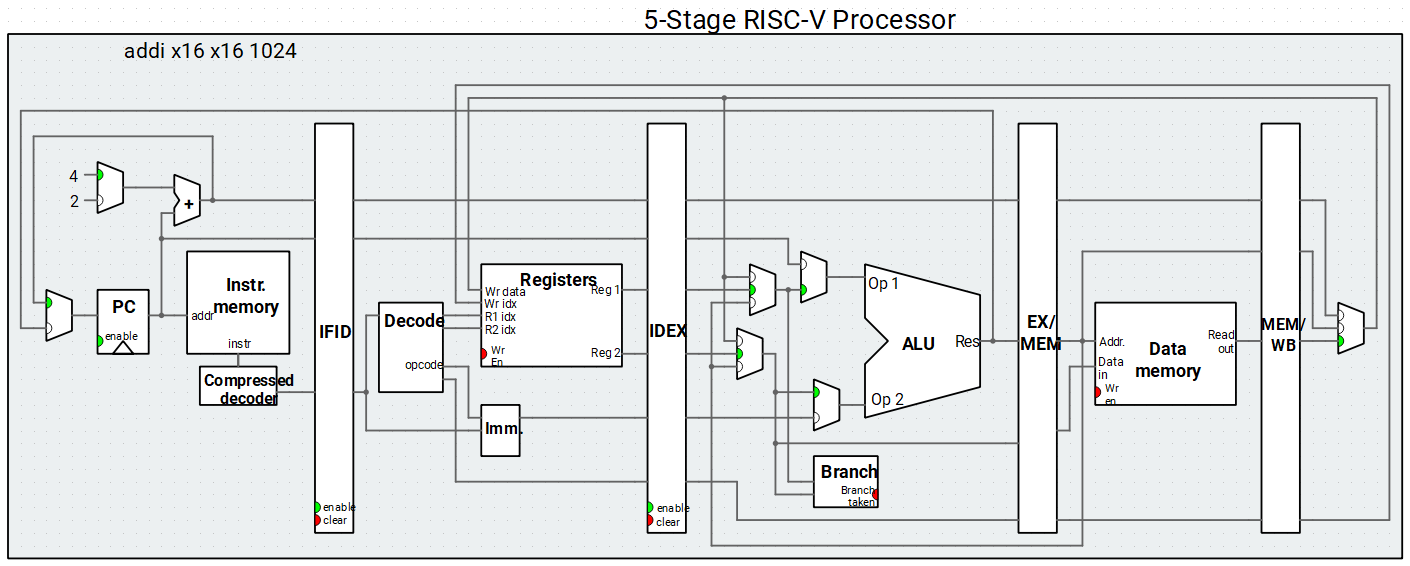 5-Stage RISC-V Processor
addi x16 x16 1024
4
2
+
PC
enable
Instr.
memory
addr
instr
Compressed
decoder
IFID
enable
clear
Decode
opcode
Registers
Wr data
Wr idx
R1 idx
R2 idx
Wr
En
Reg 1
Reg 2
Imm.
IDEX
enable
clear
Op 1
ALU
Res
Op 2
Branch
Branch
taken
EX/
MEM
Addr.
Data
in
Wr
en
Data
memory
Read
out
MEM/
WB